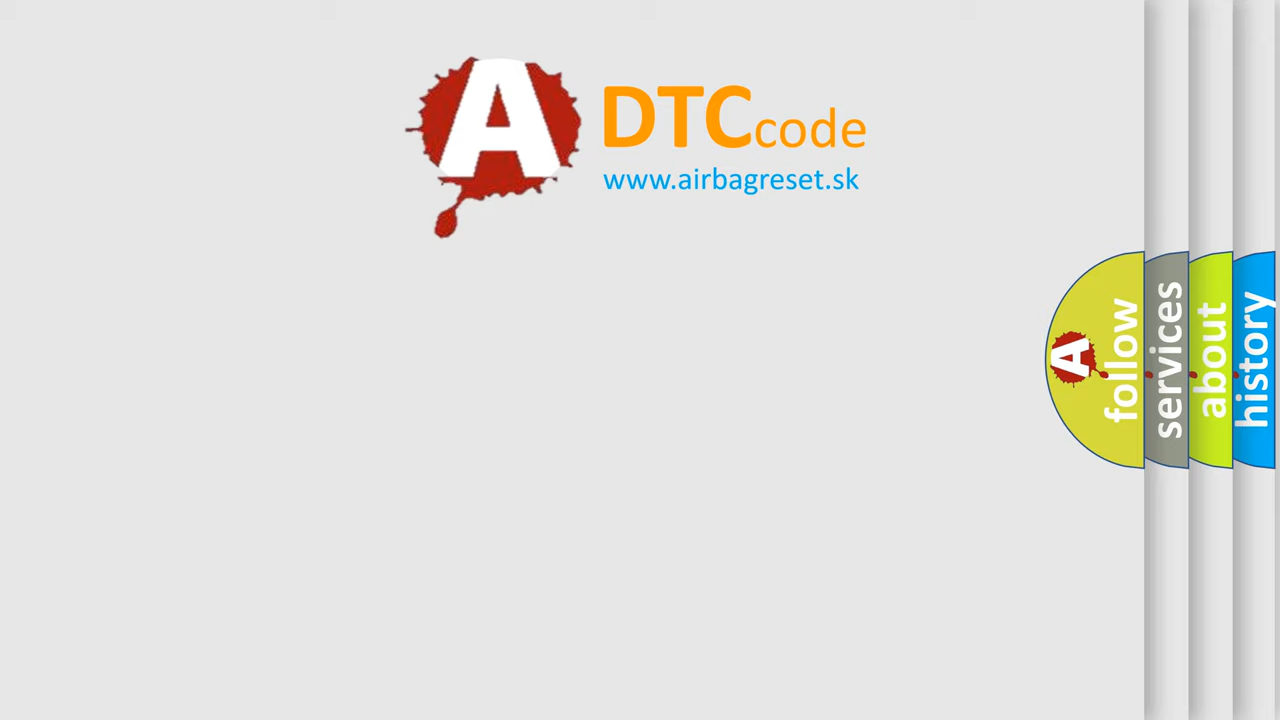 A DTCcode
www.airbagreset.sk
A follow
services
about
history